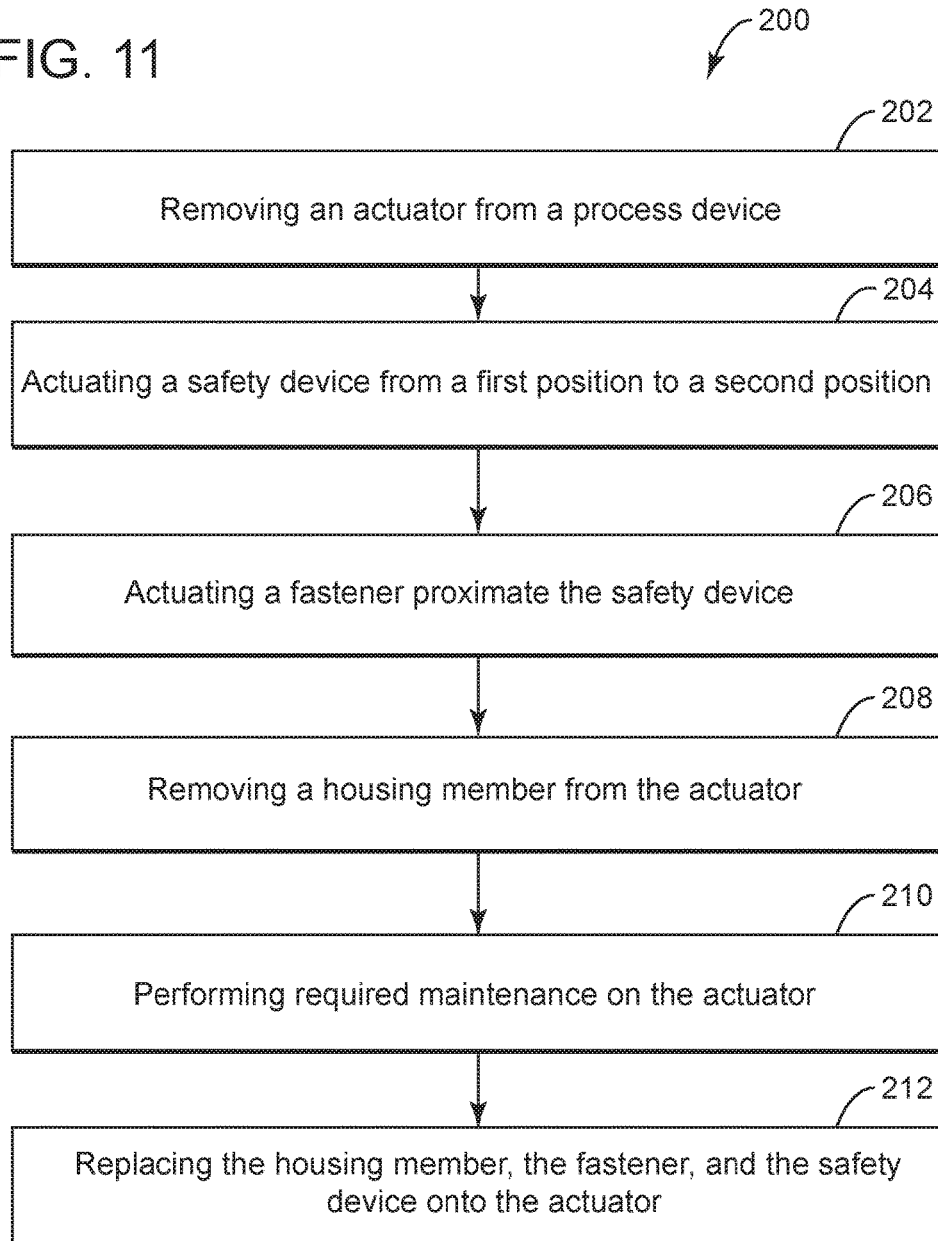 FIG. 11
200
202
Removing an actuator from a process device
204
Actuating a safety device from a first position to a second position
206
Actuating a fastener proximate the safety device
208
Removing a housing member from the actuator
210
Performing required maintenance on the actuator
212
Replacing the housing member, the fastener, and the safety
device onto the actuator